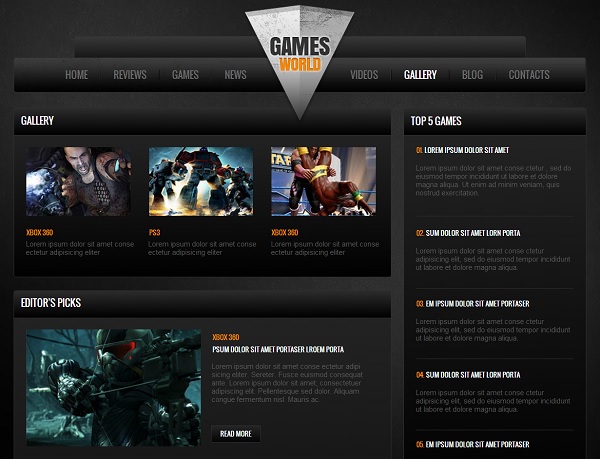 GAMES
WORLD
HOME REVIEWS GAMES NEWS VIDEOS GALLERY BLOG CONTACTS
GALLERY
XBOX 360
Lorem ipsum dolor sit amet conse
ectetur adipisicing eliter
PS3
Lorem ipsum dolor sit amet conse
ectetur adipisicing eliter
XBOX 360
Lorem ipsum dolor sit amet conse
ectetur adipisicing eliter
EDITOR'S PICKS
XBOX 360
PSUM DOLOR SIT AMET PORTASER LROEM PORTA
Lorem ipsum dolor sit amet conse ctetur adipi
sicing eliter. Sereter. Fusce euismod consequat
ante. Lorem ipsum dolor sit amet, consectetuer
adipiscing elit. Pellentesque sed dolor. Aliquam
congue fermentum nisl. Mauris ac.
READ MORE
TOP 5 GAMES
01 LOREM IPSUM DOLOR SIT AMET
Lorem ipsum dolor sit amet conse ctetur , sed do
eiusmod tempor incididunt ut labore et dolore
magna aliqua. Ut enim ad minim veniam, quis
nostrud exercitation.
02 SUM DOLOR SIT AMET LORN PORTA
Lorem ipsum dolor sit amet conse ctetur
adipisicing elit, sed do eiusmod tempor
incididunt ut labore et dolore magna aliqua.
03 EM IPSUM DOLOR SIT AMET PORTASER
Lorem ipsum dolor sit amet conse ctetur
adipisicing elit, sed do eiusmod tempor
incididunt ut labore et dolore magna aliqua.
04 SUM DOLOR SIT AMET LORN PORTA
Lorem ipsum dolor sit amet conse ctetur
adipisicing elit, sed do eiusmod tempor
incididunt ut labore et dolore magna aliqua.
05 EM IPSUM DOLOR SIT AMET PORTASER